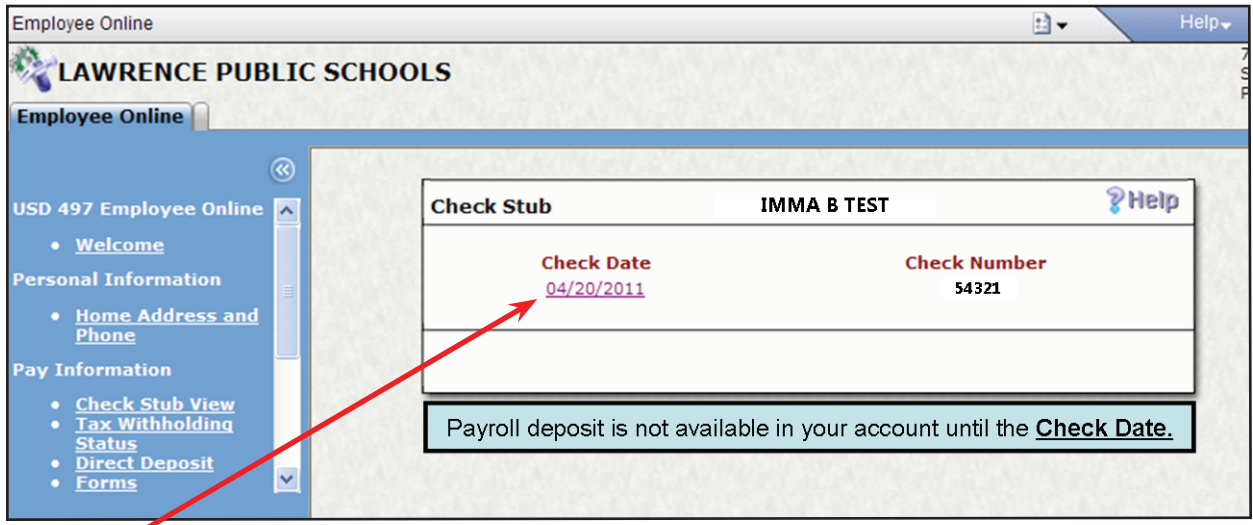 Employee Online
Help
LAWRENCE PUBLIC SCHOOLS
7
S
P
Employee Online
USD 497 Employee Online
• Welcome
Personal Information
• Home Address and
Phone
Pay Information
• Check Stub View
• Tax Withholding
Status
• Direct Deposit
• Forms
Check Stub IMMA B TEST ?Help
Check Date Check Number
04/20/2011 54321
Payroll deposit is not available in your account until the Check Date.